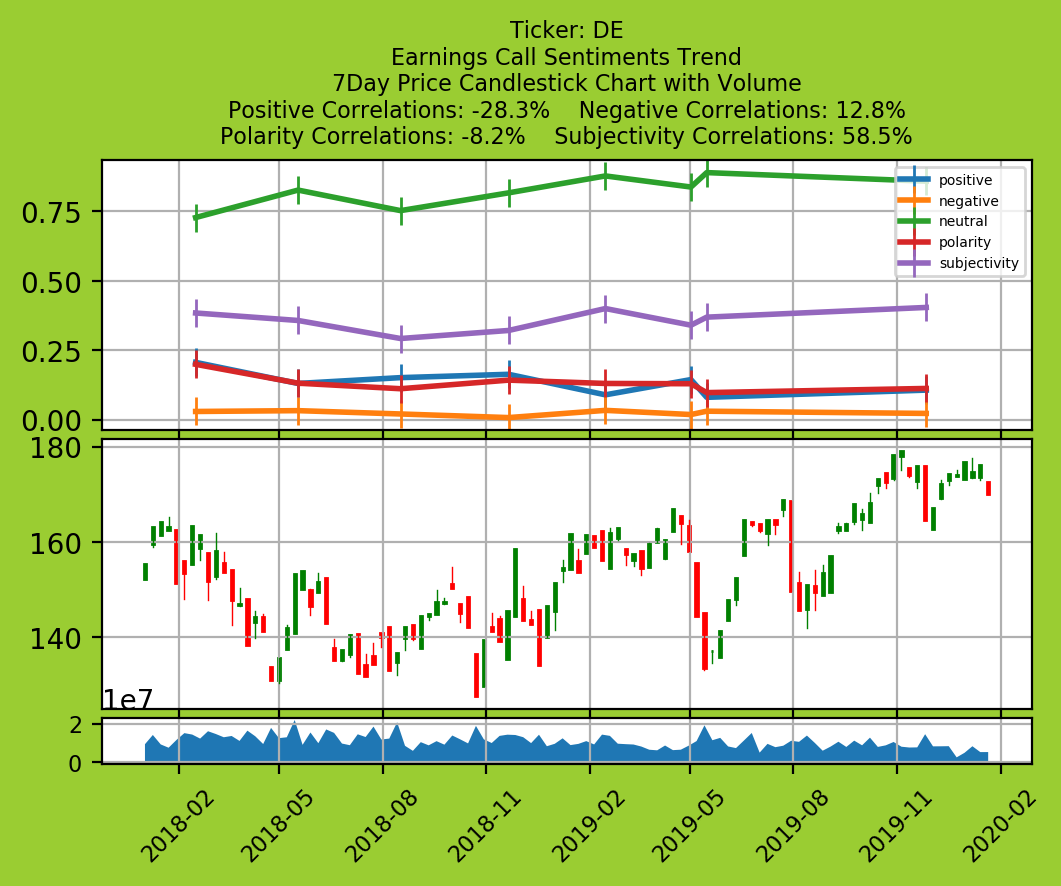 Ticker: DE
Earnings Call Sentiments Trend
7Day Price Candlestick Chart with Volume
Positive Correlations: -28.3%    Negative Correlations: 12.8%
Polarity Correlations: -8.2%    Subjectivity Correlations: 58.5%
positive
negative
neutral
polarity
subjectivity
0.75
0.50
0.25
0.00
180
160
140
1e7
2
0
2018-02
2018-05
2018-08
2018-11
2019-02
2019-05
2019-08
2019-11
2020-02